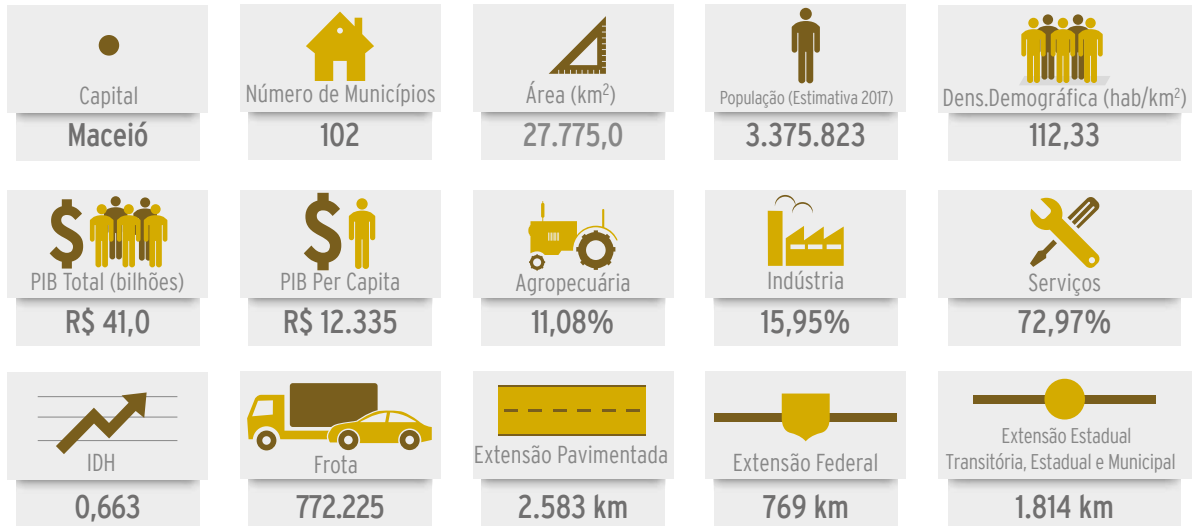 Capital
Maceió
Número de Municípios
102
Área (km²)
27.775,0
População (Estimativa 2017)
3.375.823
Dens.Demográfica (hab/km²)
112,33
PIB Total (bilhões)
R$ 41,0
PIB Per Capita
R$ 12.335
Agropecuária
11,08%
Indústria
15,95%
Serviços
72,97%
IDH
0,663
Frota
772.225
Extensão Pavimentada
2.583 km
Extensão Federal
769 km
Extensão Estadual
Transitória, Estadual e Municipal
1.814 km